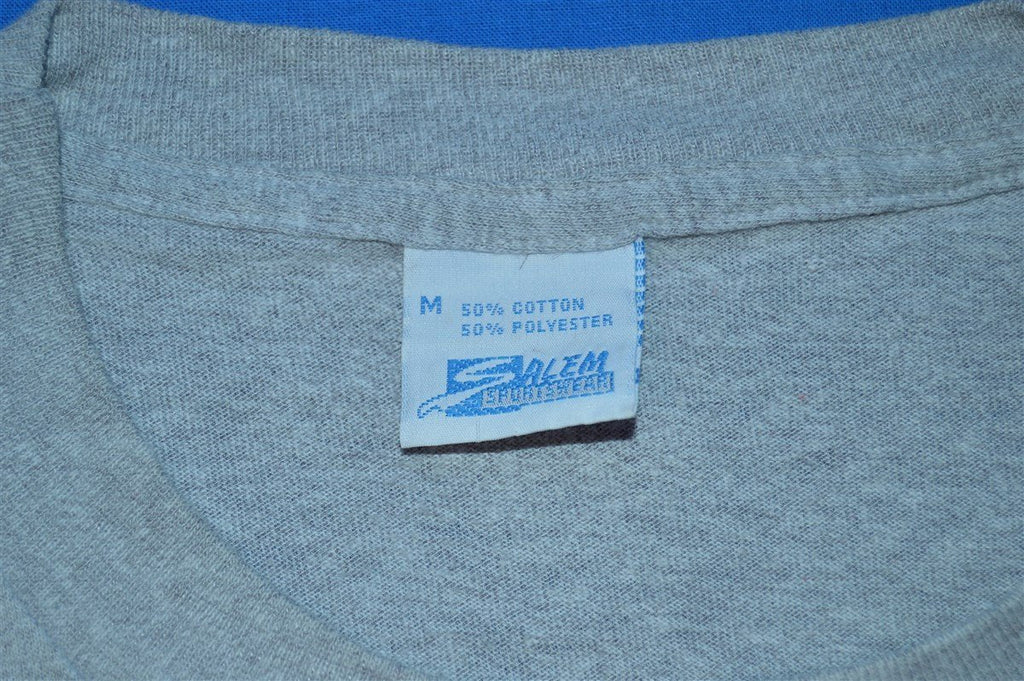 M 50% COTTON
50% POLYESTER
SALEM
SPORTSWEAR